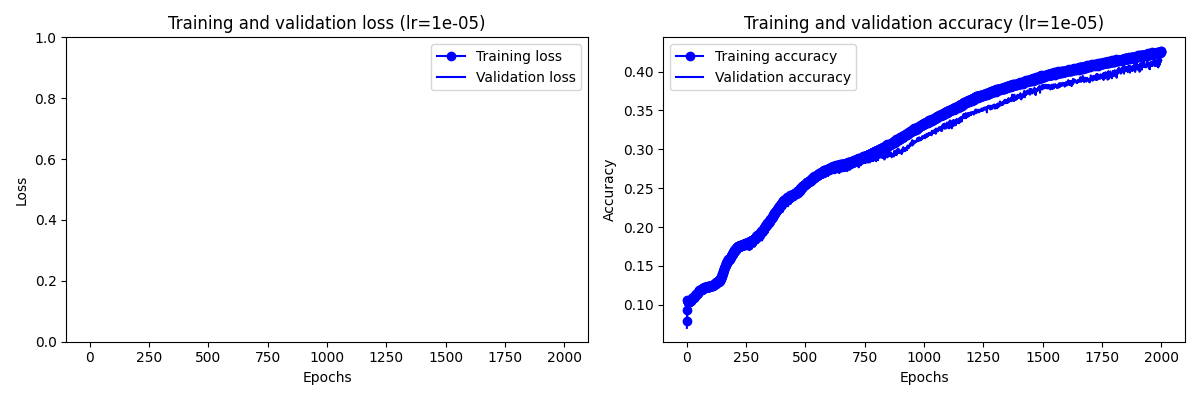 Training and validation loss (lr=1e-05)
1.0
0.8
0.6
0.4
0.2
0.0
Loss
Training loss
Validation loss
0 250 500 750 1000 1250 1500 1750 2000
Epochs
Training and validation accuracy (lr=1e-05)
0.40
0.35
0.30
0.25
0.20
0.15
0.10
Accuracy
Training accuracy
Validation accuracy
0 250 500 750 1000 1250 1500 1750 2000
Epochs